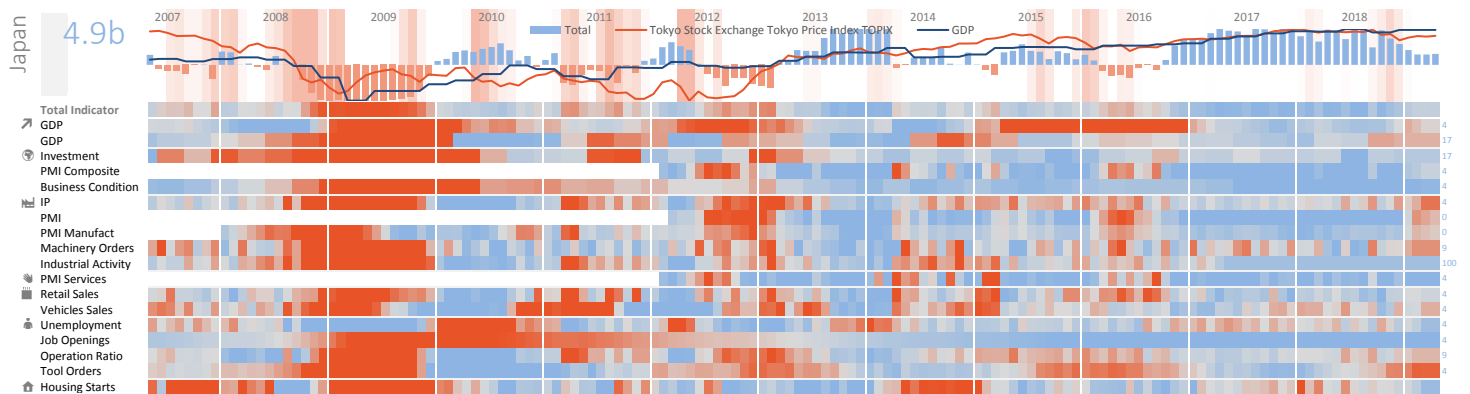 Japan
4.9b
2007 2008 2009 2010 2011 2012 2013 2014 2015 2016 2017 2018
Total Tokyo Stock Exchange Tokyo Price Index TOPIX GDP
Total Indicator
GDP 4
GDP 17
Investment 17
PMI Composite 4
Business Condition 4
IP 4
PMI 0
PMI Manufact 0
Machinery Orders 9
Industrial Activity 100
PMI Services 4
Retail Sales 4
Vehicles Sales 4
Unemployment 4
Job Openings 4
Operation Ratio 9
Tool Orders 4
Housing Starts